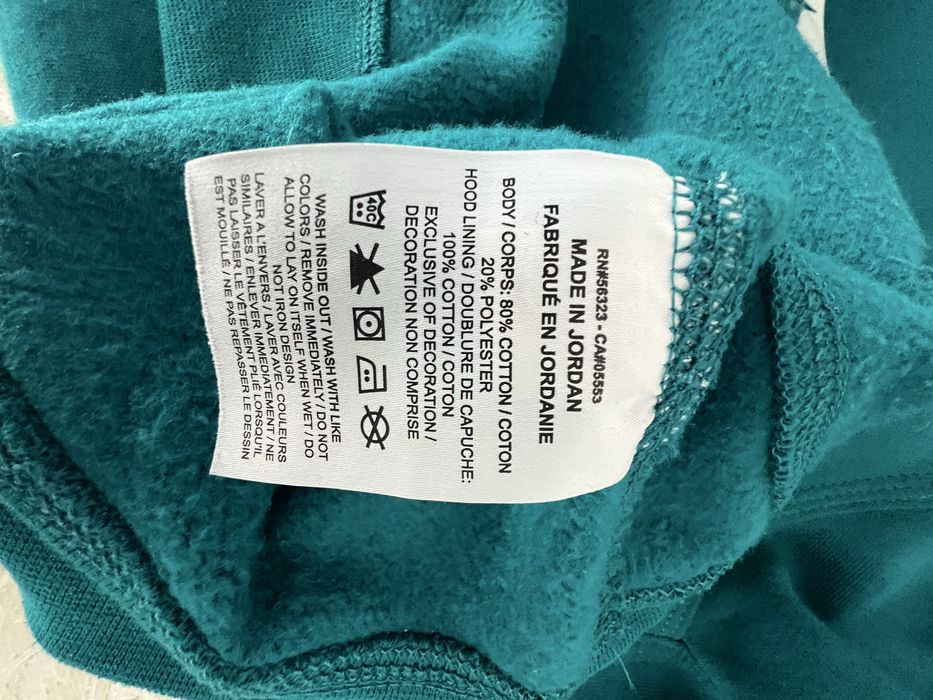 RN#56323 - CA#05553
MADE IN JORDAN
FABRIQUÉ EN JORDANIE
BODY / CORPS: 80% COTTON / COTON
20% POLYESTER
HOOD LINING / DOUBLURE DE CAPUCHE:
100% COTTON / COTON
EXCLUSIVE OF DECORATION /
DECORATION NON COMPRISE
40C
WASH INSIDE OUT / WASH WITH LIKE
COLORS / REMOVE IMMEDIATELY / DO NOT
ALLOW TO LAY ON ITSELF WHEN WET / DO
NOT IRON DESIGN
LAVER A L'ENVERS / LAVER AVEC COULEURS
SIMILAIRES / ENLEVER IMMEDIATEMENT / NE
PAS LAISSER LE VÊTEMENT PLIÉ LORSQU'IL
EST MOUILLÉ / NE PAS REPASSER LE DESSIN